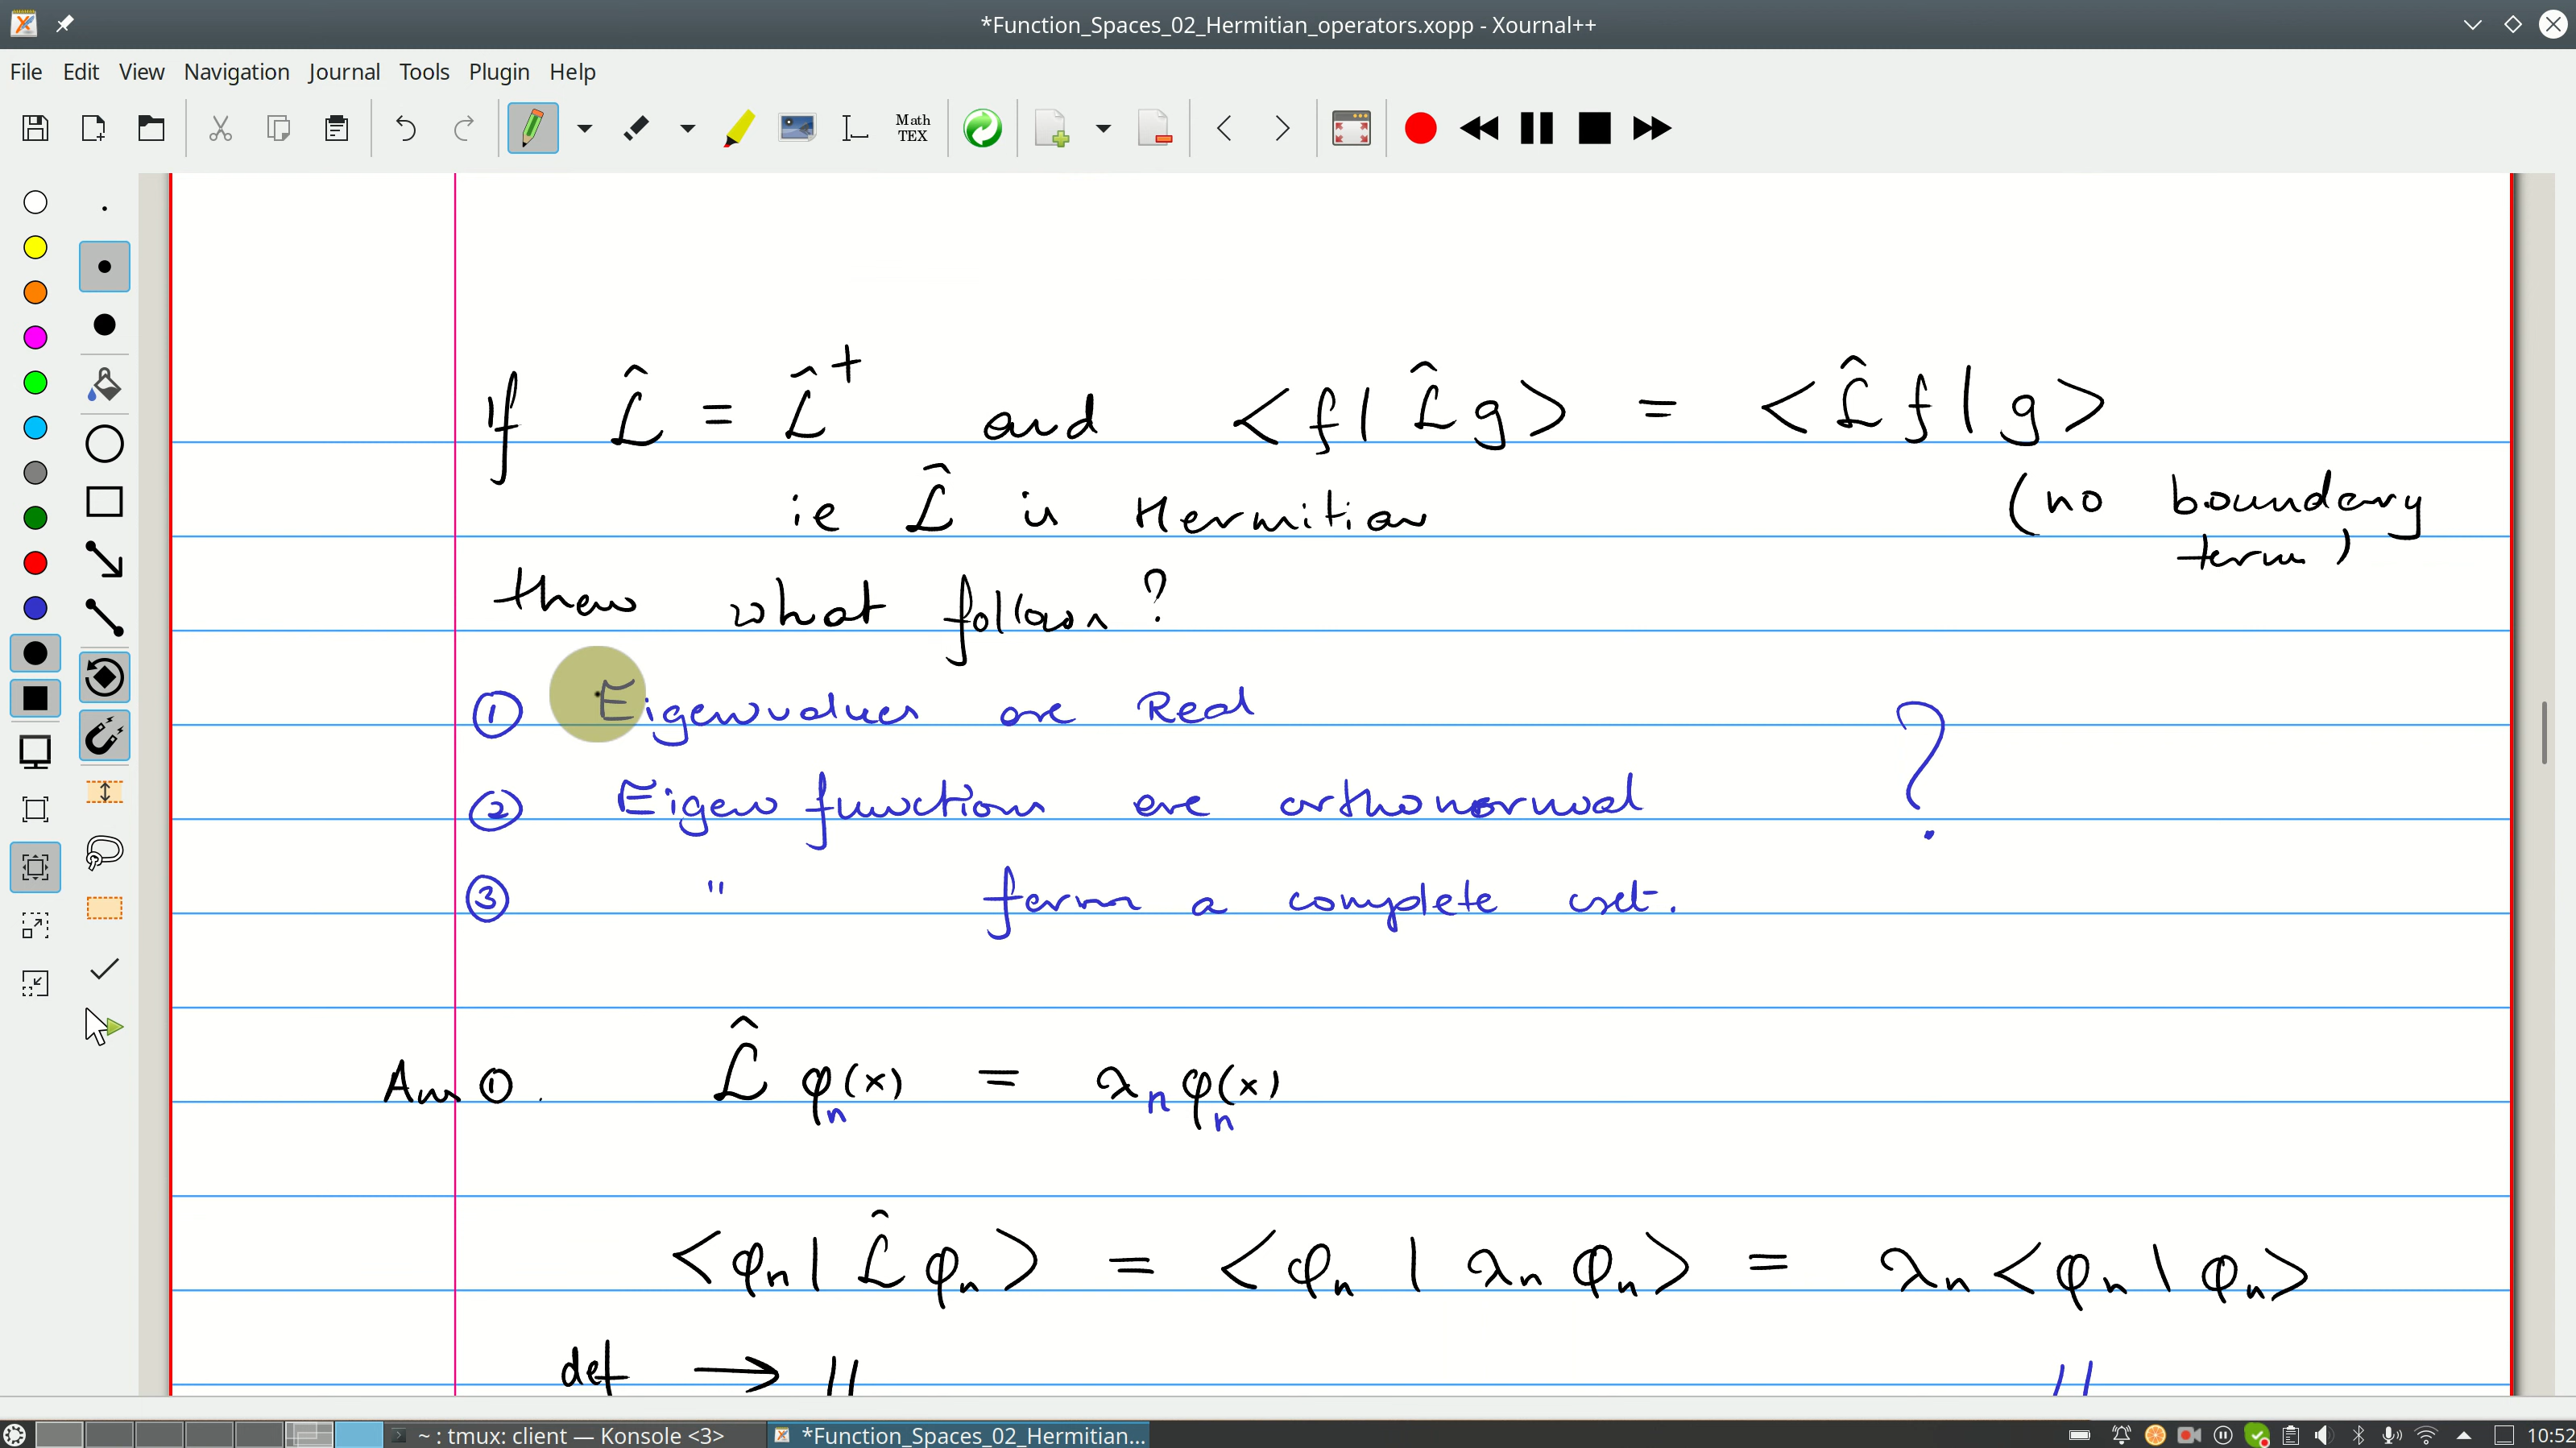 *Function_Spaces_02_Hermitian_operators.xopp - Xournal++
File Edit View Navigation Journal Tools Plugin Help
Math TEX
If L̂ = L̂† and <f| L̂ g> = <L̂ f| g>
ie L̂ is Hermitian (no boundary term)
then what follows?
① Eigenvalues are Real
② Eigenfunctions are orthonormal ?
③ " form a complete set.
Ans ①. L̂ φₙ(x) = λₙ φₙ(x)
<φₙ| L̂ φₙ> = <φₙ | λₙ φₙ> = λₙ <φₙ | φₙ>
def → || ||
~ : tmux: client — Konsole <3> *Function_Spaces_02_Hermitian... 10:52